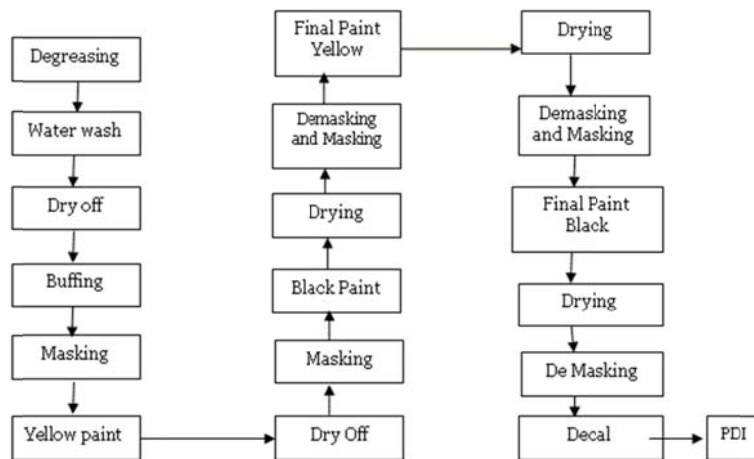 Degreasing
Water wash
Dry off
Buffing
Masking
Yellow paint
Dry Off
Masking
Black Paint
Drying
Demasking
and Masking
Final Paint
Yellow
Drying
Demasking
and Masking
Final Paint
Black
Drying
De Masking
Decal
PDI